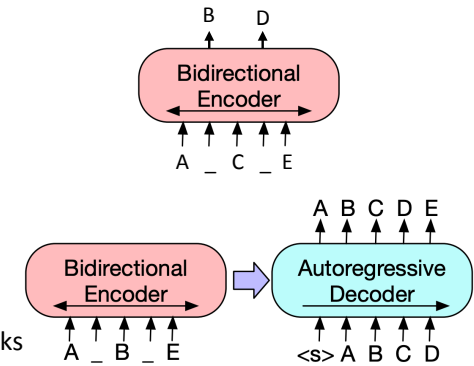 B D
Bidirectional
Encoder
A _ C _ E
A B C D E
Bidirectional
Encoder
Autoregressive
Decoder
ks
A _ B _ E
<s> A B C D